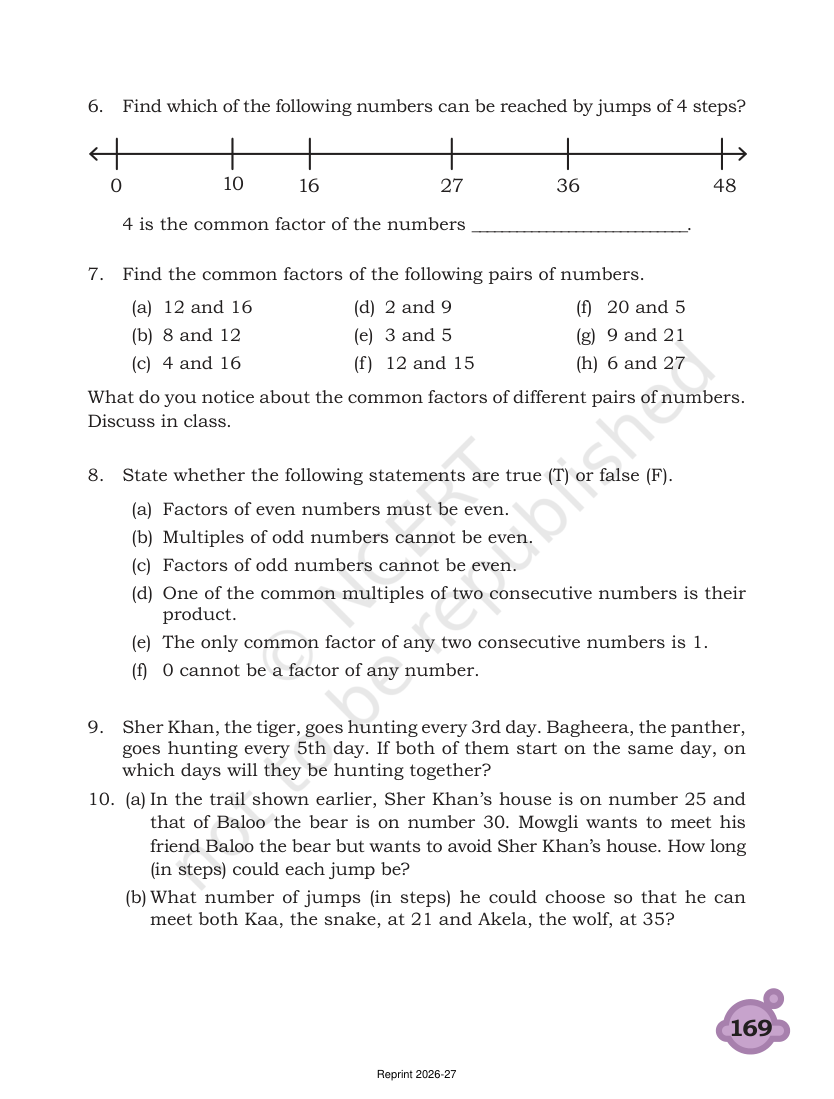 6. Find which of the following numbers can be reached by jumps of 4 steps?
0 10 16 27 36 48
4 is the common factor of the numbers ___________________________.
7. Find the common factors of the following pairs of numbers.
(a) 12 and 16 (d) 2 and 9 (f) 20 and 5
(b) 8 and 12 (e) 3 and 5 (g) 9 and 21
(c) 4 and 16 (f) 12 and 15 (h) 6 and 27
What do you notice about the common factors of different pairs of numbers.
Discuss in class.
8. State whether the following statements are true (T) or false (F).
(a) Factors of even numbers must be even.
(b) Multiples of odd numbers cannot be even.
(c) Factors of odd numbers cannot be even.
(d) One of the common multiples of two consecutive numbers is their
product.
(e) The only common factor of any two consecutive numbers is 1.
(f) 0 cannot be a factor of any number.
9. Sher Khan, the tiger, goes hunting every 3rd day. Bagheera, the panther,
goes hunting every 5th day. If both of them start on the same day, on
which days will they be hunting together?
10. (a) In the trail shown earlier, Sher Khan’s house is on number 25 and
that of Baloo the bear is on number 30. Mowgli wants to meet his
friend Baloo the bear but wants to avoid Sher Khan’s house. How long
(in steps) could each jump be?
(b) What number of jumps (in steps) he could choose so that he can
meet both Kaa, the snake, at 21 and Akela, the wolf, at 35?
© NCERT
not to be republished
169
Reprint 2026-27